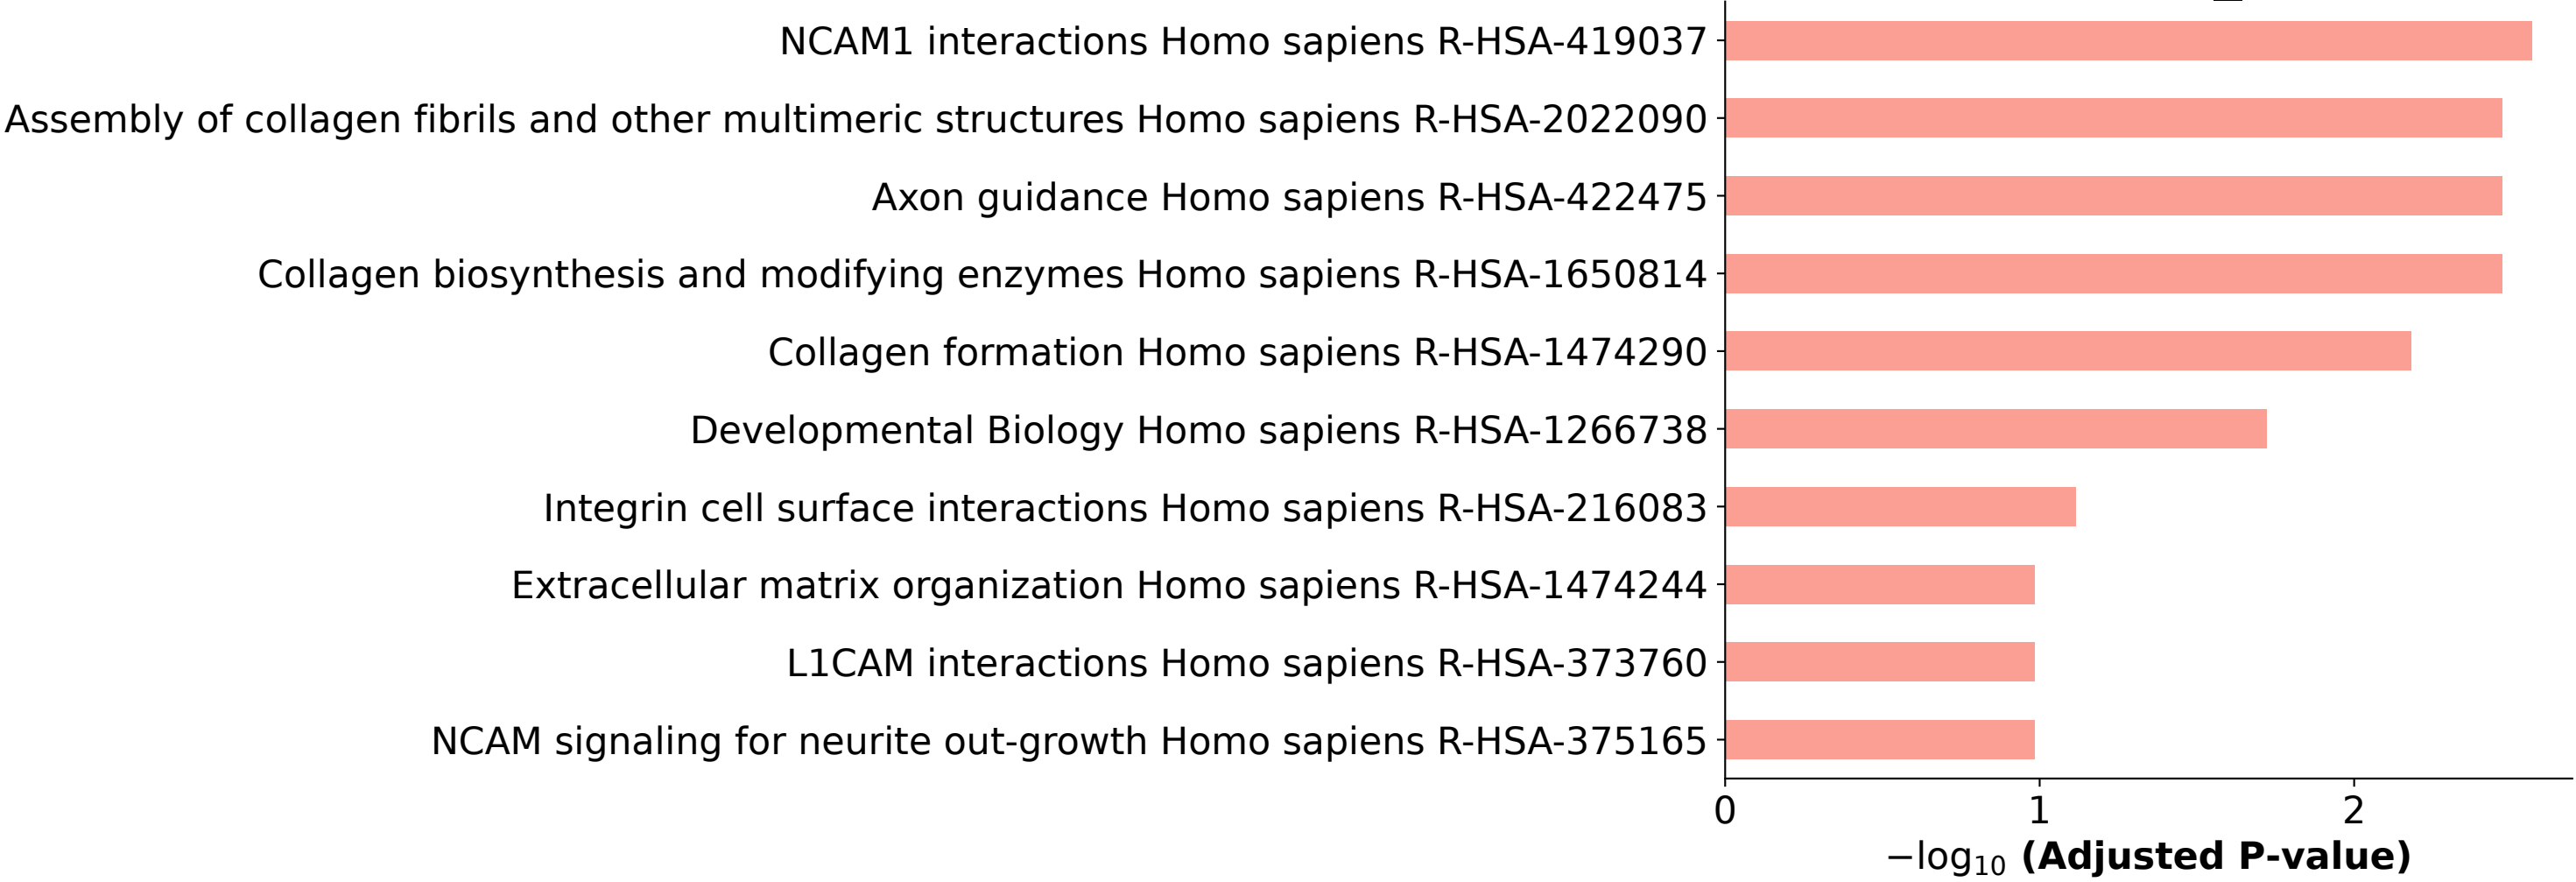 NCAM1 interactions Homo sapiens R-HSA-419037
Assembly of collagen fibrils and other multimeric structures Homo sapiens R-HSA-2022090
Axon guidance Homo sapiens R-HSA-422475
Collagen biosynthesis and modifying enzymes Homo sapiens R-HSA-1650814
Collagen formation Homo sapiens R-HSA-1474290
Developmental Biology Homo sapiens R-HSA-1266738
Integrin cell surface interactions Homo sapiens R-HSA-216083
Extracellular matrix organization Homo sapiens R-HSA-1474244
L1CAM interactions Homo sapiens R-HSA-373760
NCAM signaling for neurite out-growth Homo sapiens R-HSA-375165
0 1 2
−log₁₀ (Adjusted P-value)